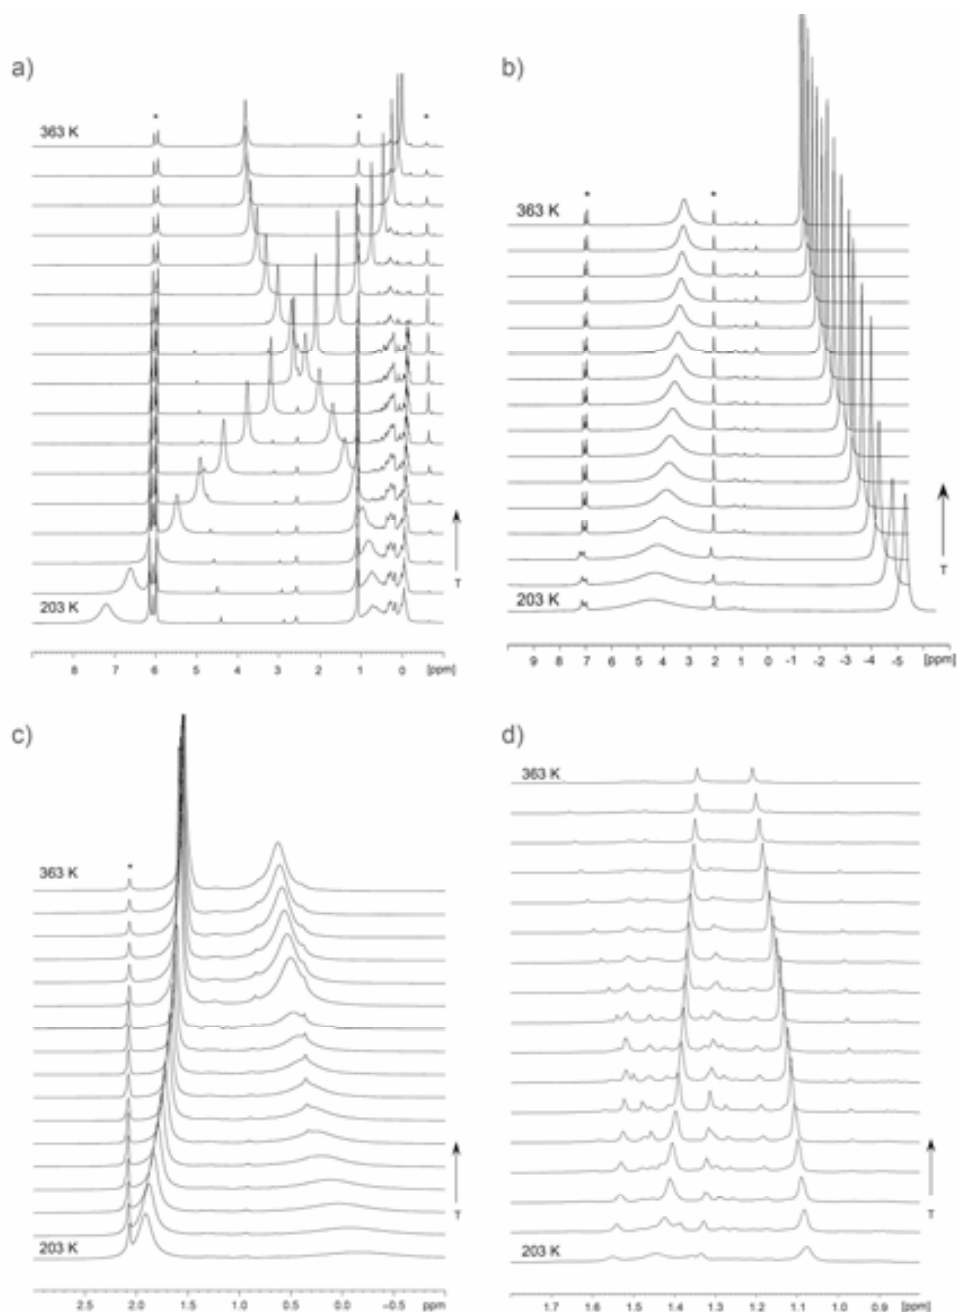 a)
363 K
* * *
T
203 K
8 7 6 5 4 3 2 1 0 [ppm]
b)
363 K
* *
T
203 K
10 9 8 7 6 5 4 3 2 1 0 -1 -2 -3 -4 -5 [ppm]
c)
*
363 K
T
203 K
2.5 2.0 1.5 1.0 0.5 0.0 −0.5 ppm
d)
363 K
T
203 K
1.7 1.6 1.5 1.4 1.3 1.2 1.1 1.0 0.9 [ppm]